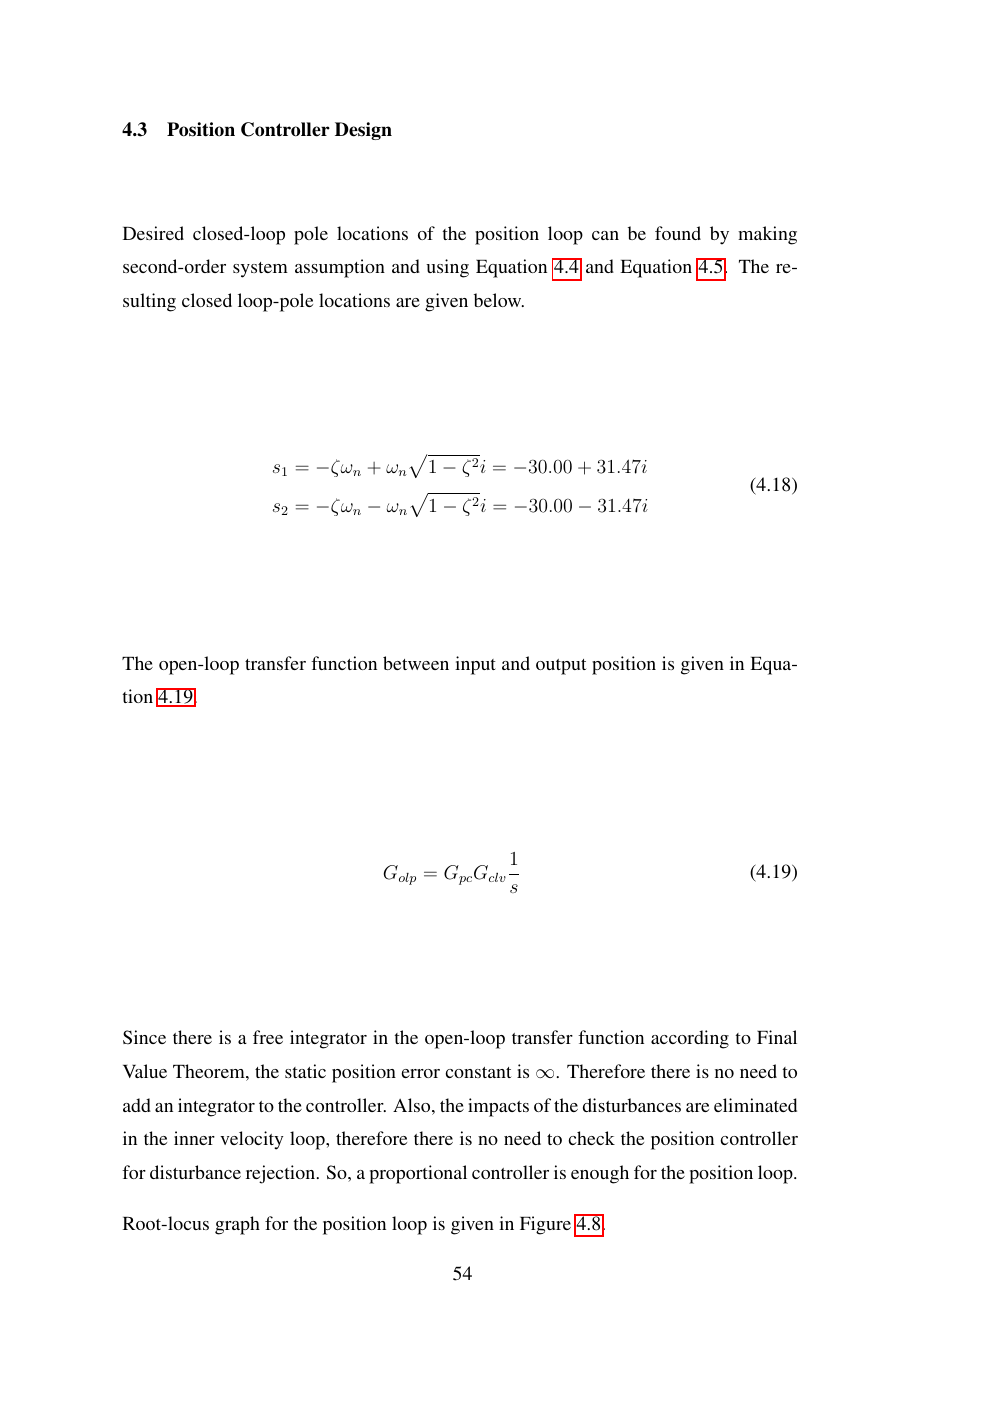 4.3 Position Controller Design
Desired closed-loop pole locations of the position loop can be found by making
second-order system assumption and using Equation 4.4 and Equation 4.5. The re-
sulting closed loop-pole locations are given below.
s₁ = −ζωₙ + ωₙ√(1 − ζ²)i = −30.00 + 31.47i
s₂ = −ζωₙ − ωₙ√(1 − ζ²)i = −30.00 − 31.47i
(4.18)
The open-loop transfer function between input and output position is given in Equa-
tion 4.19.
G_{olp} = G_{pc}G_{clv}\frac{1}{s} (4.19)
Since there is a free integrator in the open-loop transfer function according to Final
Value Theorem, the static position error constant is ∞. Therefore there is no need to
add an integrator to the controller. Also, the impacts of the disturbances are eliminated
in the inner velocity loop, therefore there is no need to check the position controller
for disturbance rejection. So, a proportional controller is enough for the position loop.
Root-locus graph for the position loop is given in Figure 4.8.
54